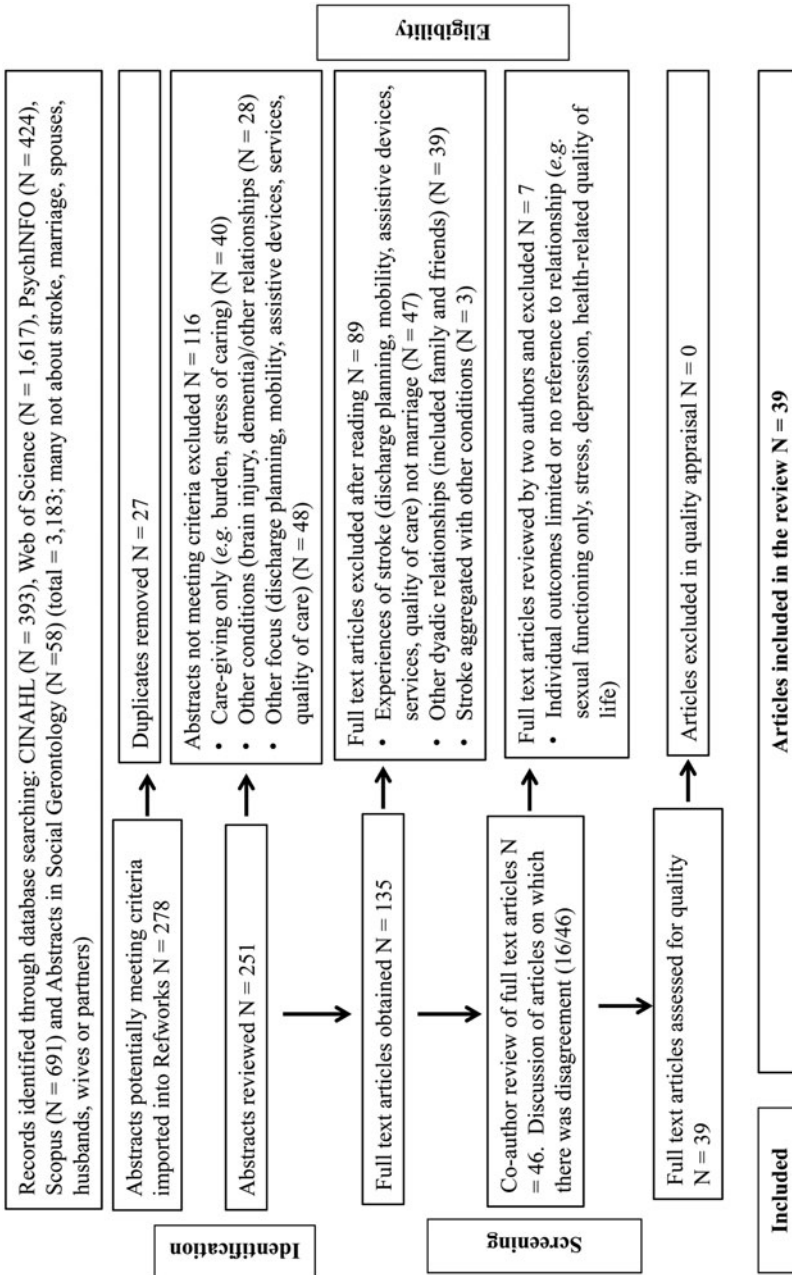 Records identified through database searching: CINAHL (N = 393), Web of Science (N = 1,617), PsychINFO (N = 424),
Scopus (N = 691) and Abstracts in Social Gerontology (N =58) (total = 3,183; many not about stroke, marriage, spouses,
husbands, wives or partners)
Identification
Abstracts potentially meeting criteria
imported into Refworks N = 278
Duplicates removed N = 27
Abstracts reviewed N = 251
Abstracts not meeting criteria excluded N = 116
• Care-giving only (e.g. burden, stress of caring) (N = 40)
• Other conditions (brain injury, dementia)/other relationships (N = 28)
• Other focus (discharge planning, mobility, assistive devices, services,
quality of care) (N = 48)
Eligibility
Full text articles obtained N = 135
Full text articles excluded after reading N = 89
• Experiences of stroke (discharge planning, mobility, assistive devices,
services, quality of care) not marriage (N = 47)
• Other dyadic relationships (included family and friends) (N = 39)
• Stroke aggregated with other conditions (N = 3)
Screening
Co-author review of full text articles N
= 46. Discussion of articles on which
there was disagreement (16/46)
Full text articles reviewed by two authors and excluded N = 7
• Individual outcomes limited or no reference to relationship (e.g.
sexual functioning only, stress, depression, health-related quality of
life)
Full text articles assessed for quality
N = 39
Articles excluded in quality appraisal N = 0
Included
Articles included in the review N = 39